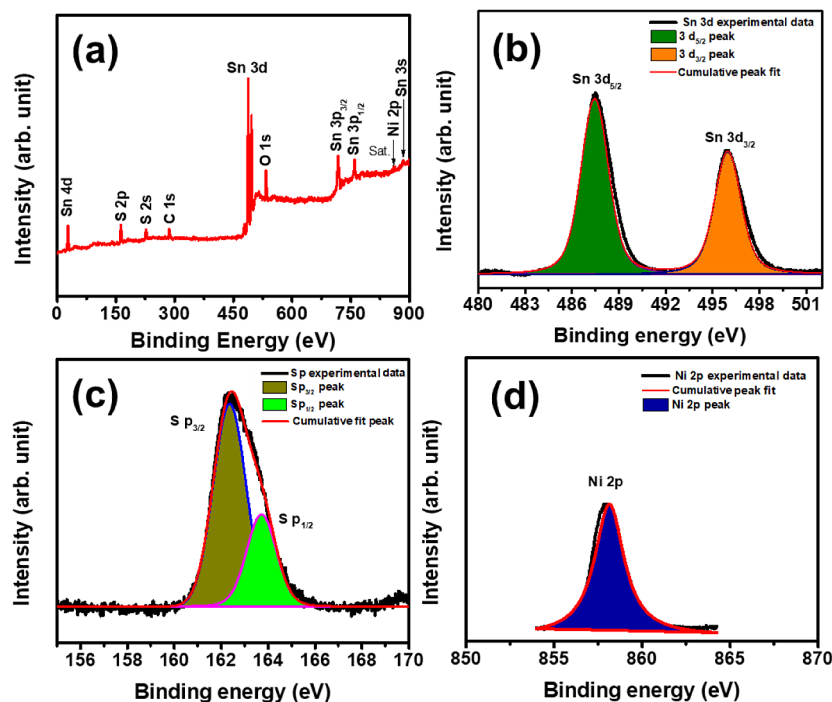 (a)
Sn 4d
S 2p
S 2s
C 1s
Sn 3d
O 1s
Sn 3p3/2
Sn 3p1/2
Sat.
Ni 2p
Sn 3s
Intensity (arb. unit)
0 150 300 450 600 750 900
Binding Energy (eV)
(b)
Sn 3d experimental data
3 d5/2 peak
3 d3/2 peak
Cumulative peak fit
Sn 3d5/2
Sn 3d3/2
Intensity (arb. unit)
480 483 486 489 492 495 498 501
Binding energy (eV)
(c)
S p experimental data
S p3/2 peak
S p1/2 peak
Cumulative fit peak
S p3/2
S p1/2
Intensity (arb. unit)
156 158 160 162 164 166 168 170
Binding energy (eV)
(d)
Ni 2p experimental data
Cumulative peak fit
Ni 2p peak
Ni 2p
Intensity (arb. unit)
850 855 860 865 870
Binding energy (eV)